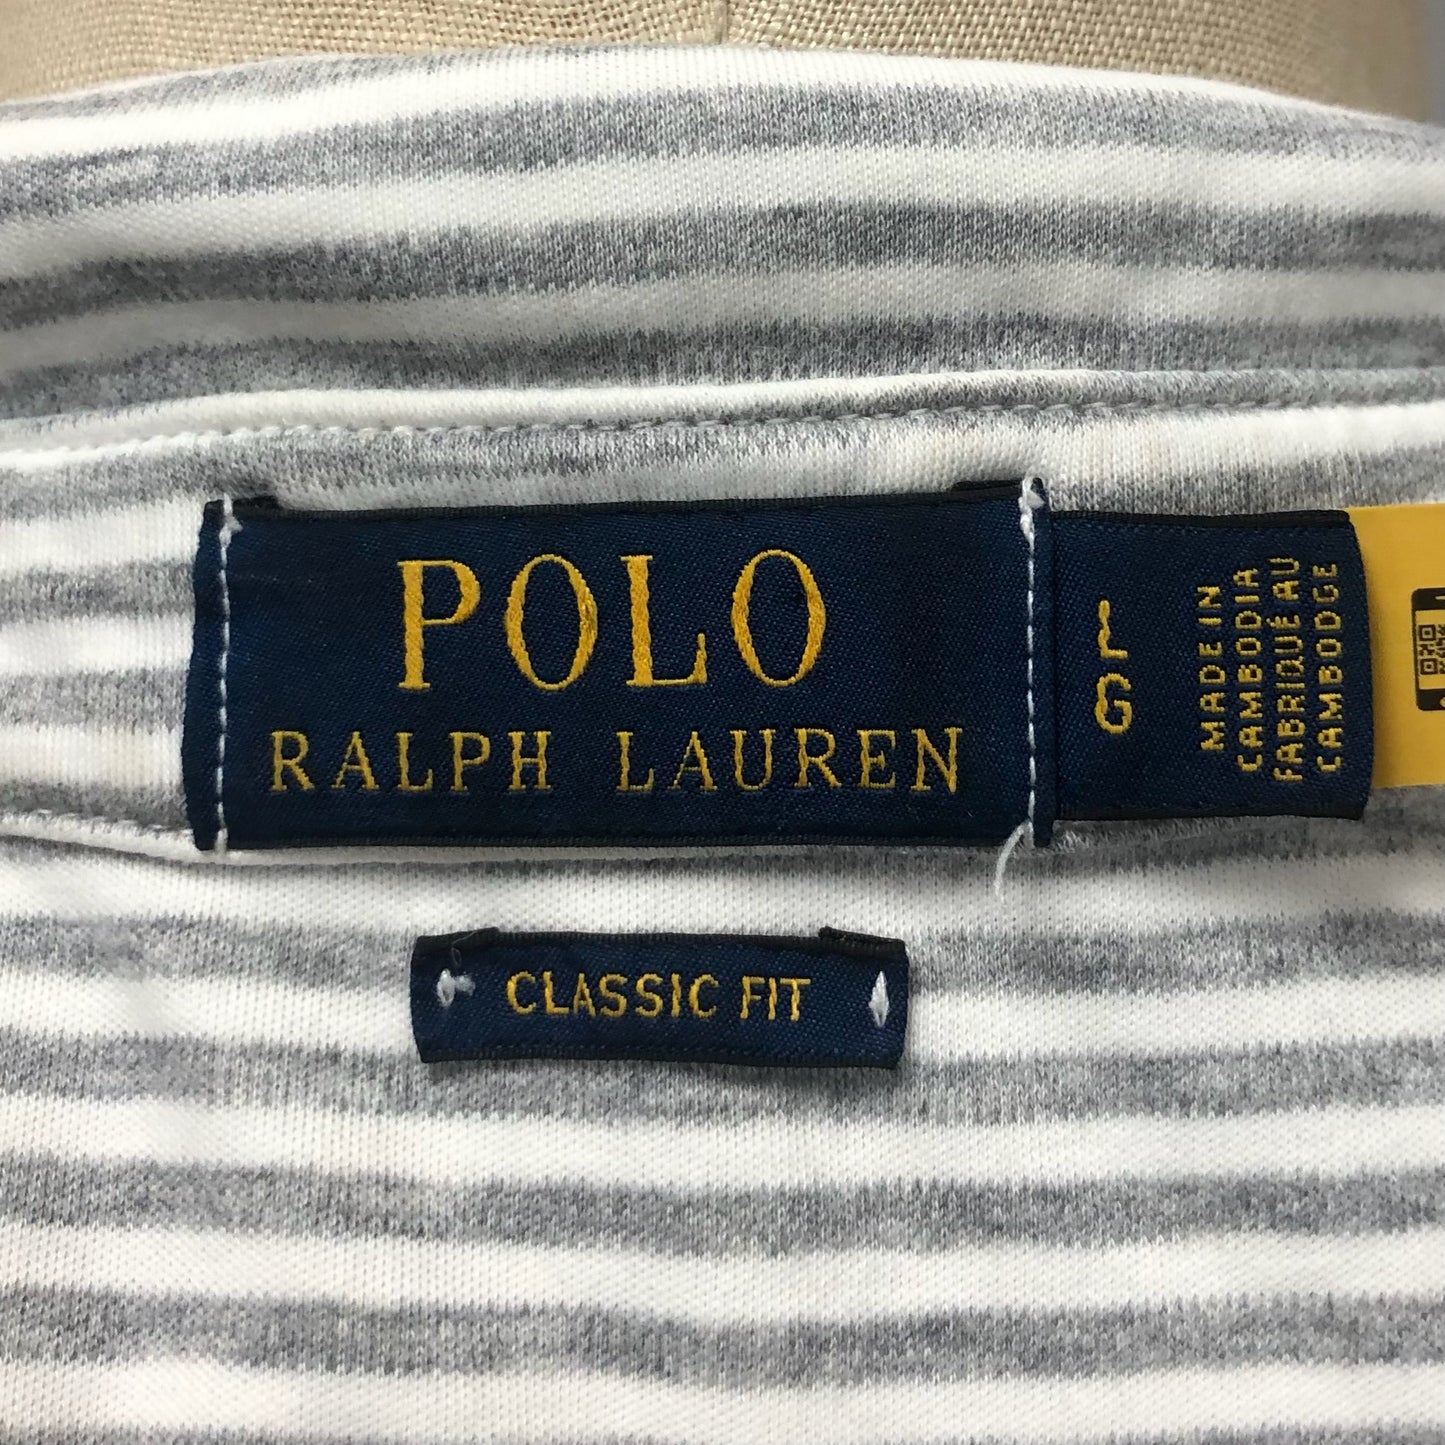 POLO
RALPH LAUREN
L
G
MADE IN
CAMBODIA
FABRIQUÉ AU
CAMBODGE
CLASSIC FIT